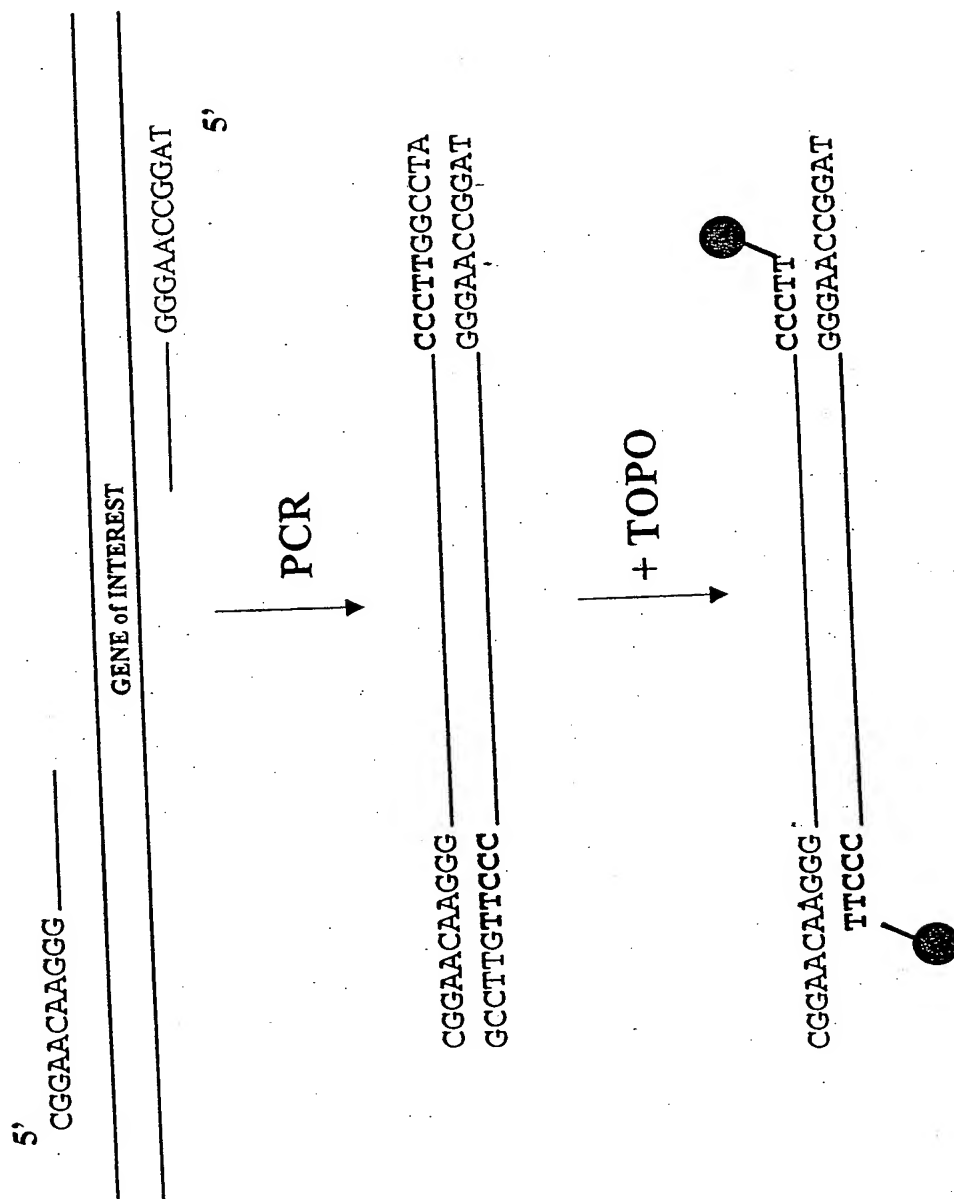 5'
CGGAACAAGGG
GENE of INTEREST
GGGAACCGGAT
5'
PCR
CGGAACAAGGG CCCTTGGCCTA
GCCTTGTTCCC GGGAACCGGAT
+ TOPO
CGGAACAAGGG CCCTT
TTCCC GGGAACCGGAT